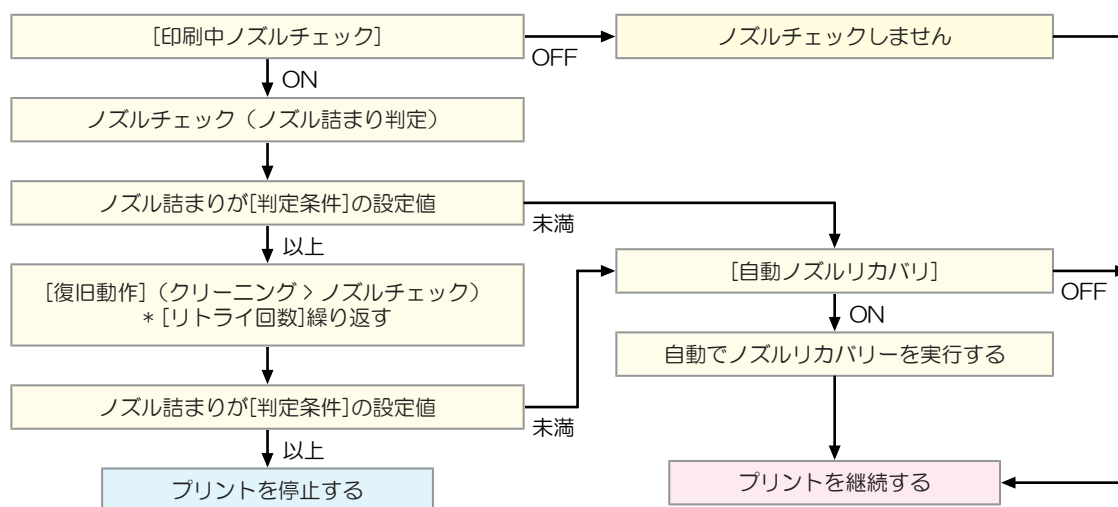 [印刷中ノズルチェック]
OFF
ノズルチェックしません
ON
ノズルチェック（ノズル詰まり判定）
ノズル詰まりが[判定条件]の設定値
未満
以上
[自動ノズルリカバリ]
OFF
[復旧動作]（クリーニング > ノズルチェック）
* [リトライ回数]繰り返す
ON
自動でノズルリカバリーを実行する
ノズル詰まりが[判定条件]の設定値
未満
以上
プリントを停止する
プリントを継続する